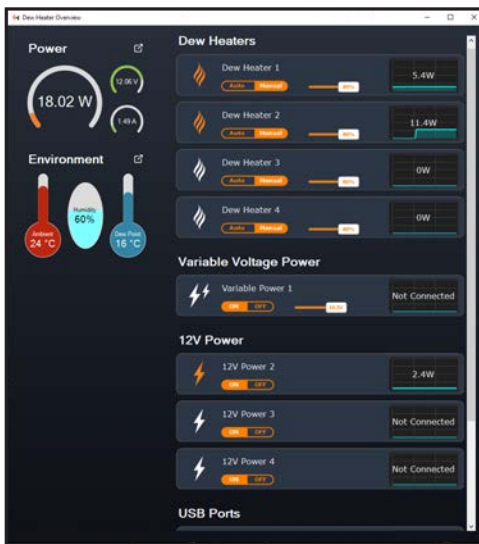 Dew Heater Overview
Power
18.02 W
12.06 V
1.49 A
Environment
Ambient
24 °C
Humidity
60%
Dew Point
16 °C
Dew Heaters
Dew Heater 1
Auto Manual
5.4W
Dew Heater 2
Auto Manual
11.4W
Dew Heater 3
Auto Manual
0W
Dew Heater 4
Auto Manual
0W
Variable Voltage Power
Variable Power 1
ON OFF
Not Connected
12V Power
12V Power 2
ON OFF
2.4W
12V Power 3
ON OFF
Not Connected
12V Power 4
ON OFF
Not Connected
USB Ports